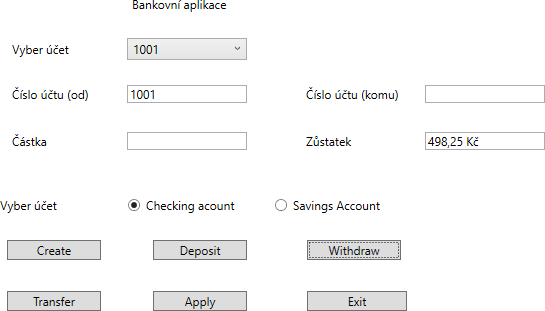 Bankovní aplikace
Vyber účet 1001
Číslo účtu (od) 1001 Číslo účtu (komu)
Částka Zůstatek 498,25 Kč
Vyber účet Checking acount Savings Account
Create Deposit Withdraw
Transfer Apply Exit